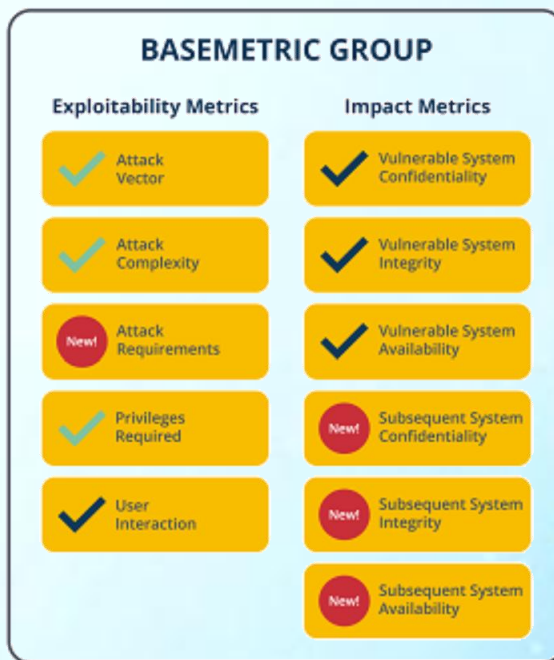 BASEMETRIC GROUP
Exploitability Metrics
Attack
Vector
Attack
Complexity
New!
Attack
Requirements
Privileges
Required
User
Interaction
Impact Metrics
Vulnerable System
Confidentiality
Vulnerable System
Integrity
Vulnerable System
Availability
New!
Subsequent System
Confidentiality
New!
Subsequent System
Integrity
New!
Subsequent System
Availability